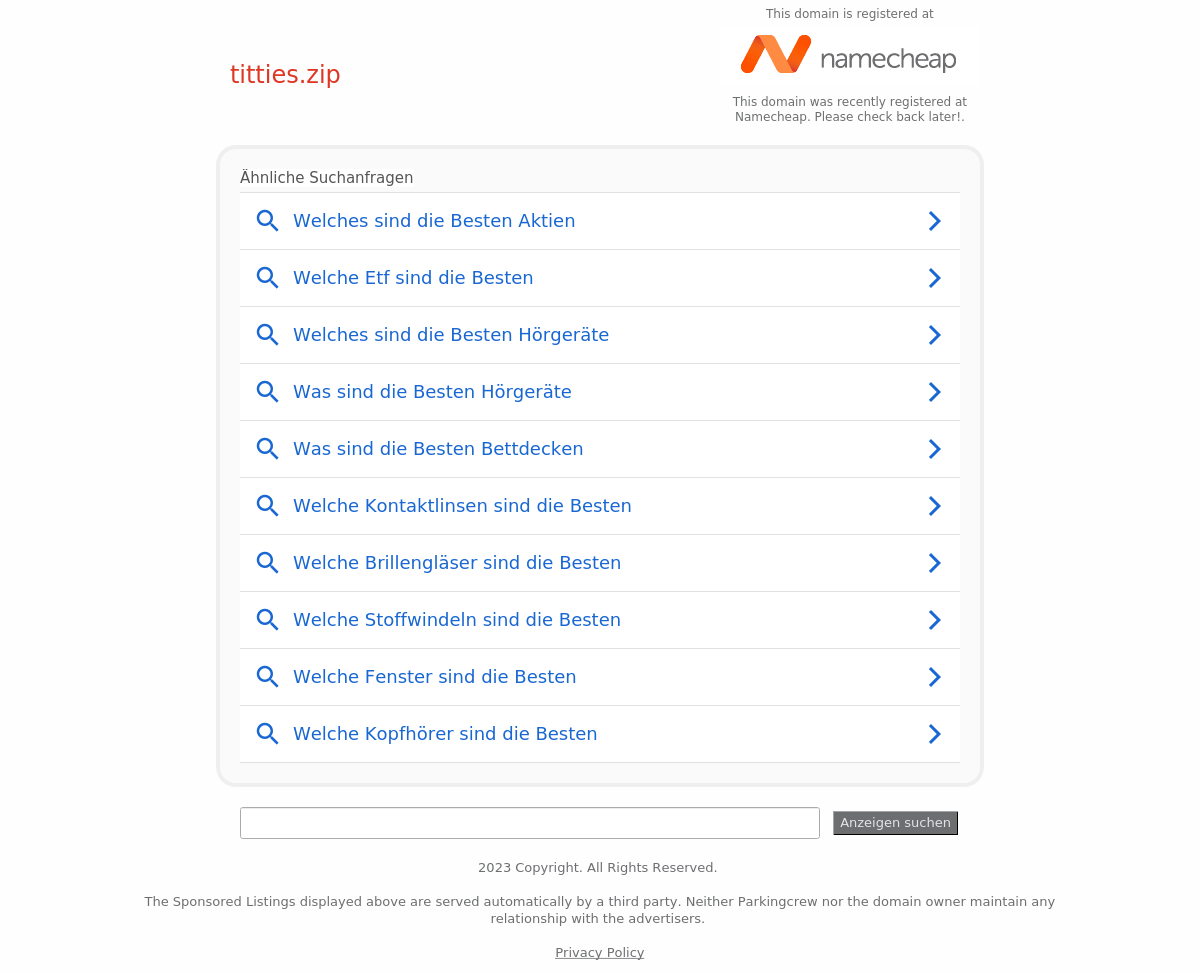 This domain is registered at
namecheap
titties.zip
This domain was recently registered at
Namecheap. Please check back later!.
Ähnliche Suchanfragen
Welches sind die Besten Aktien
Welche Etf sind die Besten
Welches sind die Besten Hörgeräte
Was sind die Besten Hörgeräte
Was sind die Besten Bettdecken
Welche Kontaktlinsen sind die Besten
Welche Brillengläser sind die Besten
Welche Stoffwindeln sind die Besten
Welche Fenster sind die Besten
Welche Kopfhörer sind die Besten
Anzeigen suchen
2023 Copyright. All Rights Reserved.
The Sponsored Listings displayed above are served automatically by a third party. Neither Parkingcrew nor the domain owner maintain any
relationship with the advertisers.
Privacy Policy